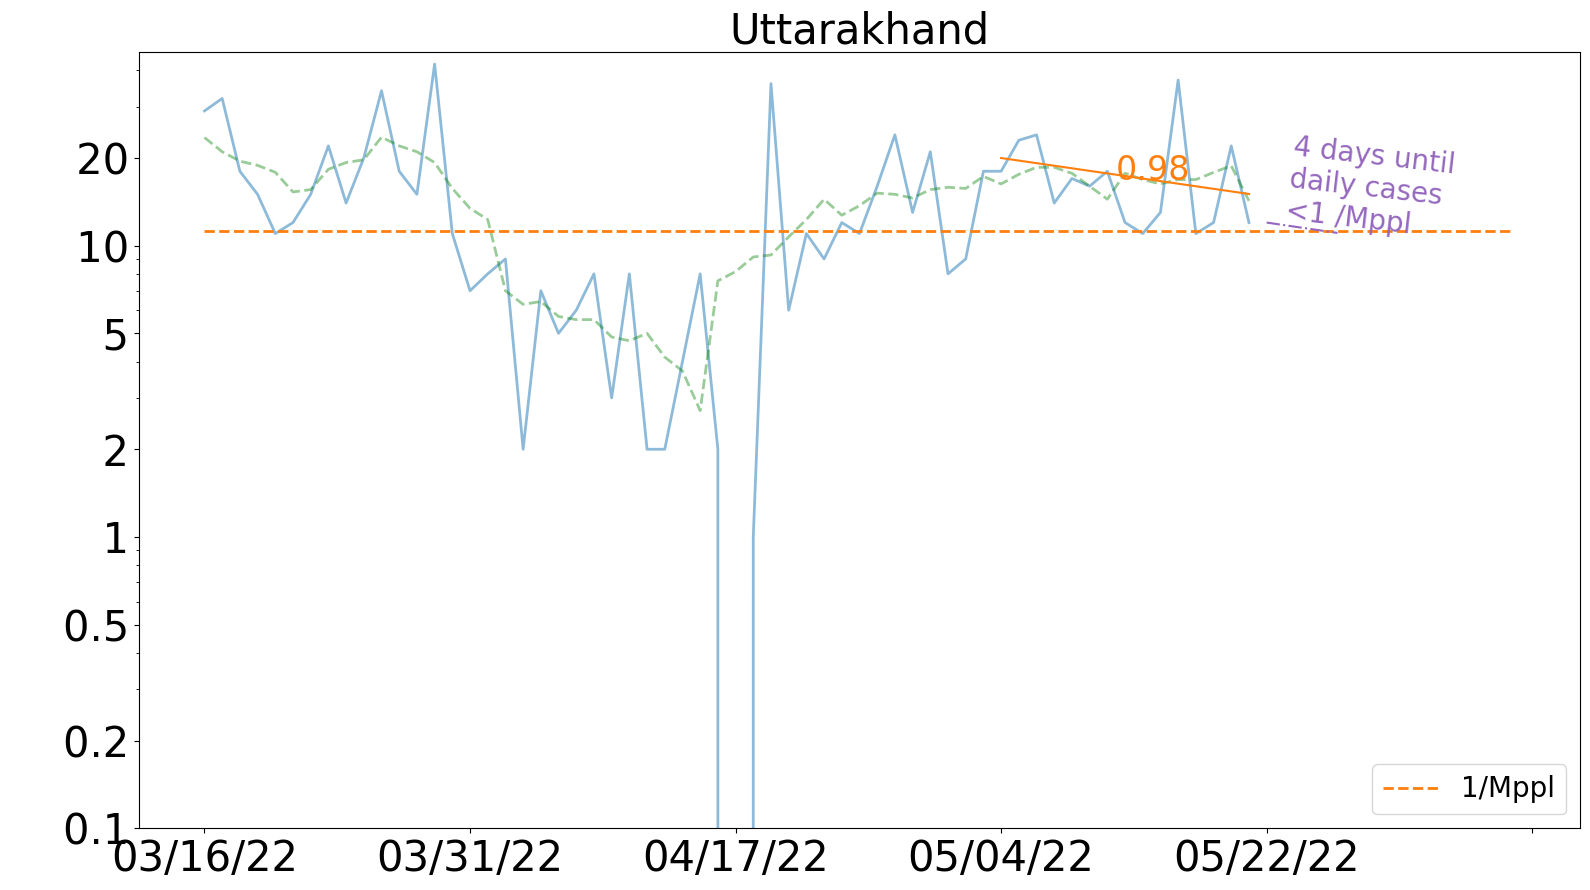 Uttarakhand
20
10
5
2
1
0.5
0.2
0.1
0.98
4 days until
daily cases
<1 /Mppl
1/Mppl
03/16/22
03/31/22
04/17/22
05/04/22
05/22/22